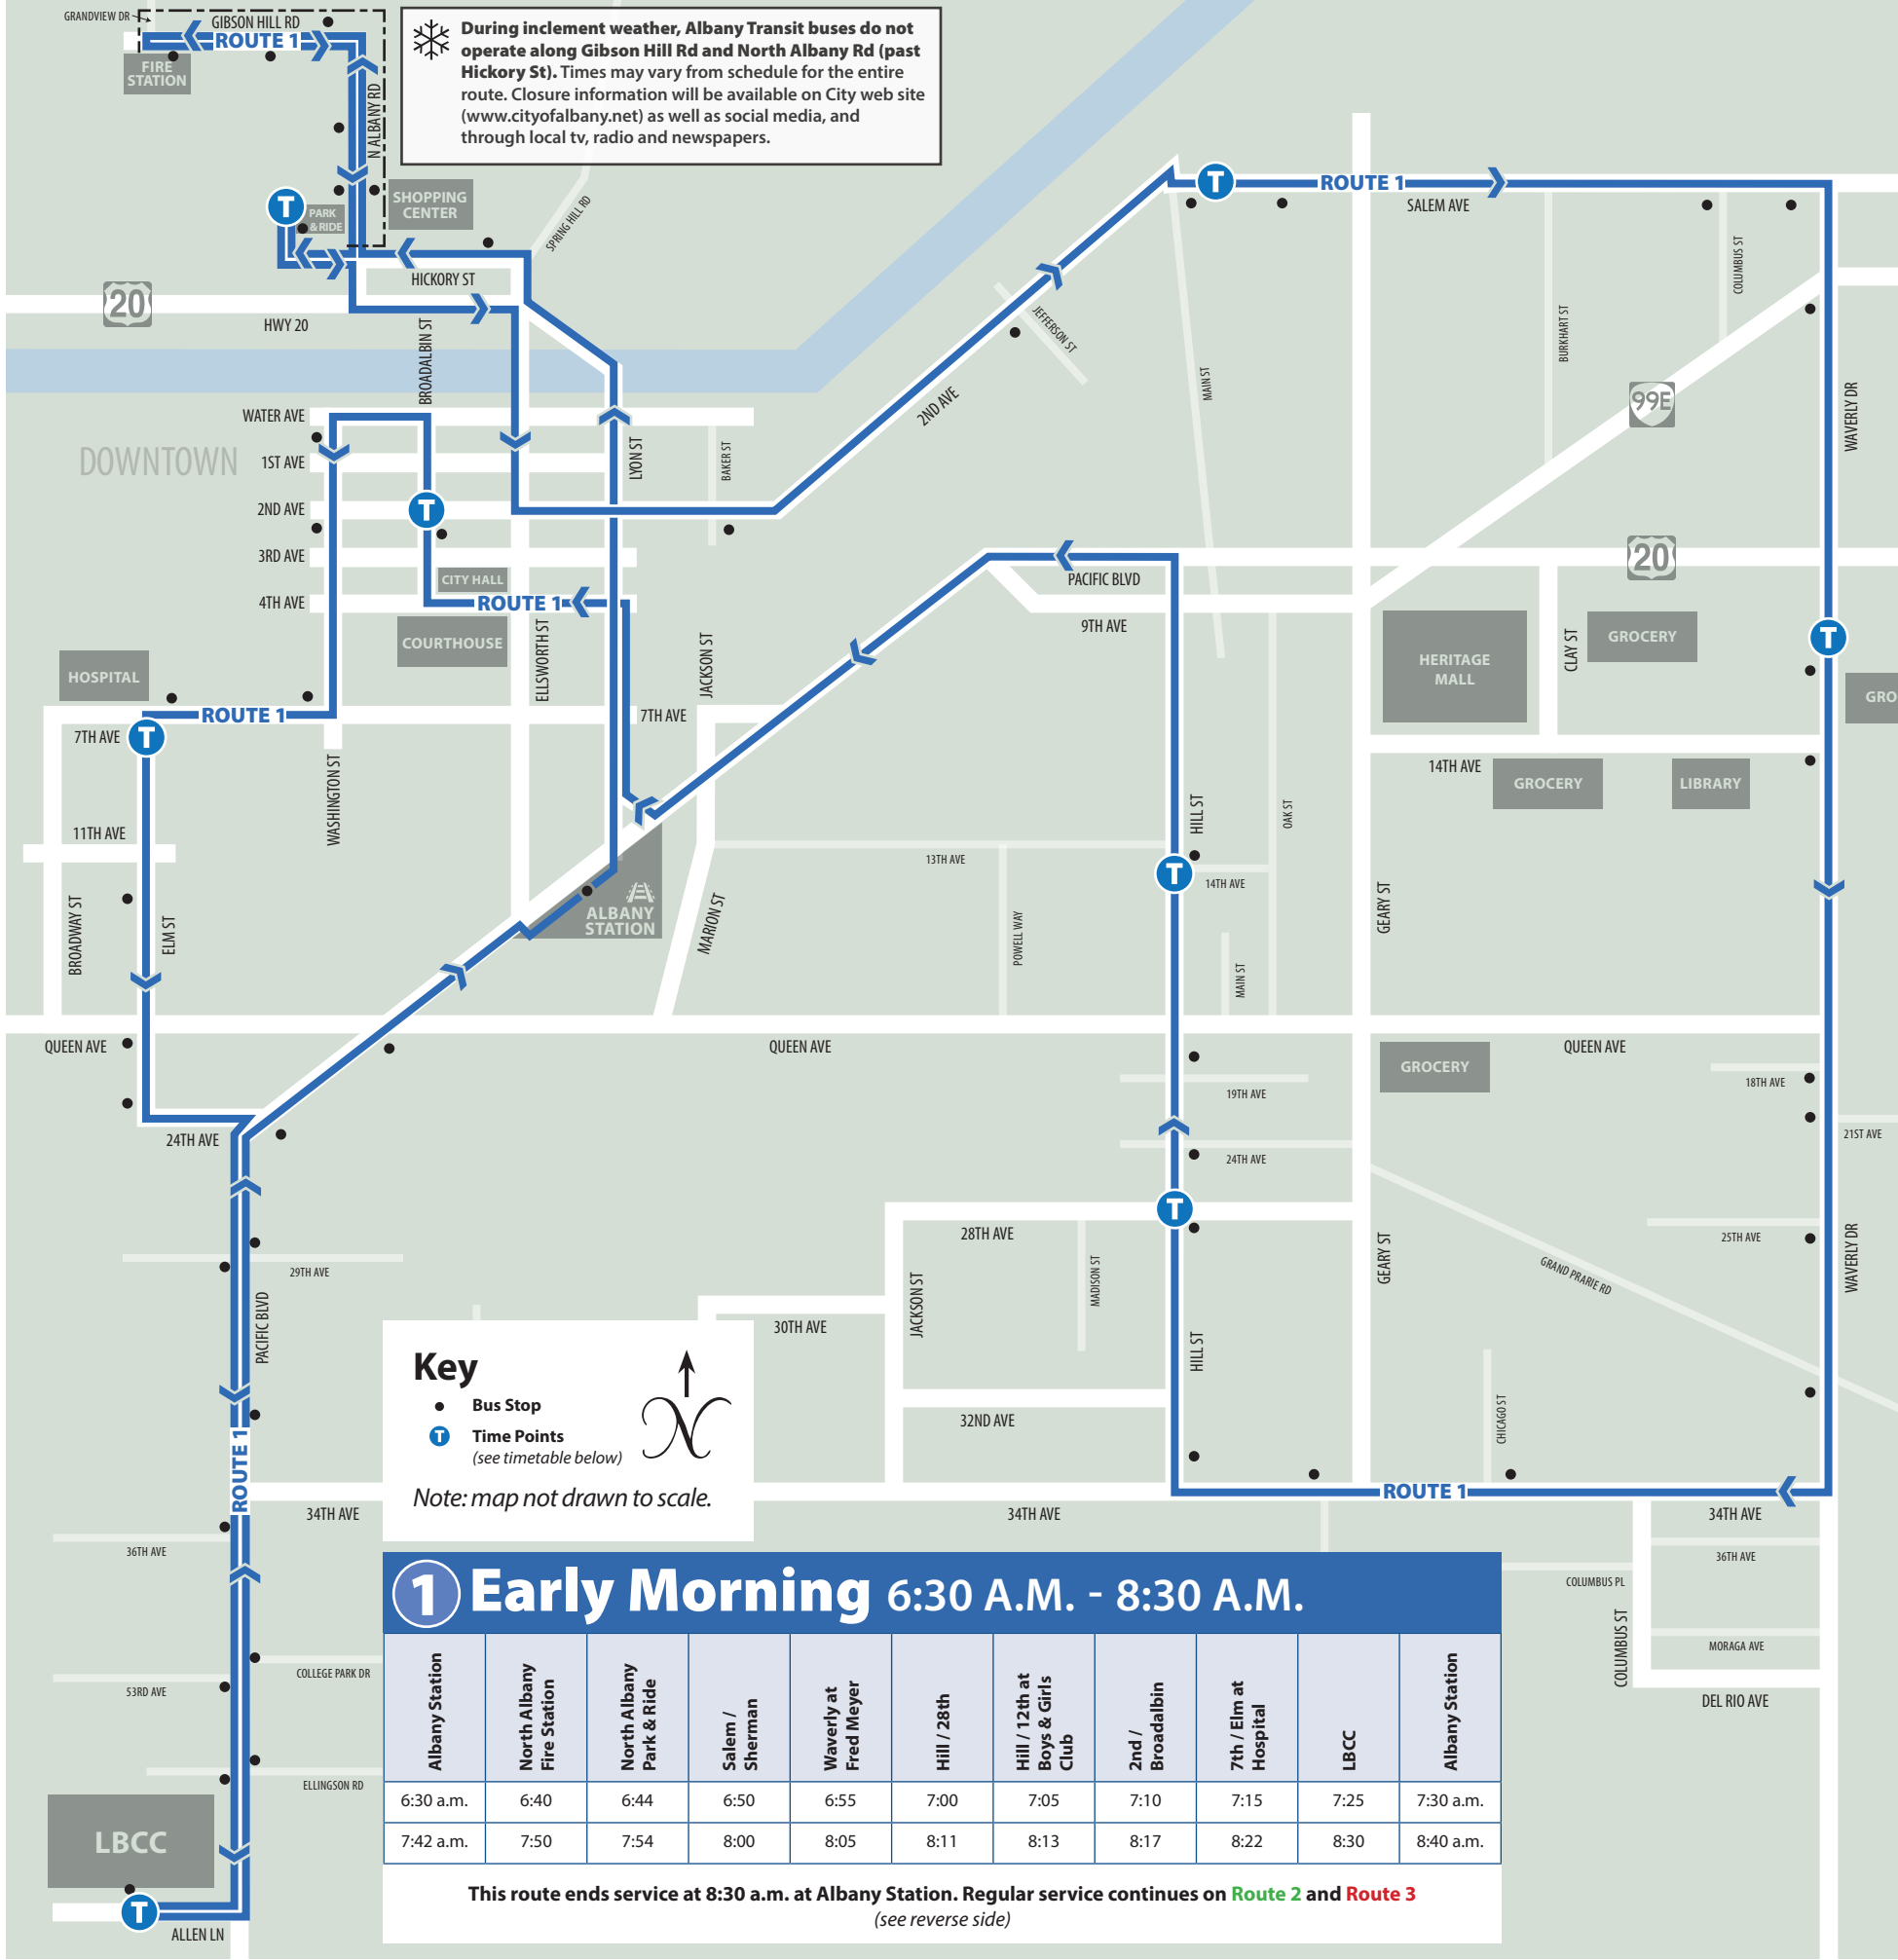 GRANDVIEW DR
GIBSON HILL RD
ROUTE 1
FIRE
STATION
N ALBANY RD
During inclement weather, Albany Transit buses do not
operate along Gibson Hill Rd and North Albany Rd (past
Hickory St). Times may vary from schedule for the entire
route. Closure information will be available on City web site
(www.cityofalbany.net) as well as social media, and
through local tv, radio and newspapers.
T
PARK
& RIDE
SHOPPING
CENTER
SPRING HILL RD
HICKORY ST
20
HWY 20
BROADALBIN ST
T
ROUTE 1
SALEM AVE
COLUMBUS ST
BURKHART ST
JEFFERSON ST
MAIN ST
2ND AVE
99E
WAVERLY DR
WATER AVE
DOWNTOWN
1ST AVE
LYON ST
BAKER ST
2ND AVE
T
3RD AVE
CITY HALL
4TH AVE
ROUTE 1
COURTHOUSE
ELLSWORTH ST
JACKSON ST
PACIFIC BLVD
9TH AVE
20
HERITAGE
MALL
CLAY ST
GROCERY
T
GRO
HOSPITAL
ROUTE 1
7TH AVE
7TH AVE
T
WASHINGTON ST
14TH AVE
GROCERY
LIBRARY
11TH AVE
HILL ST
OAK ST
13TH AVE
T
14TH AVE
BROADWAY ST
ELM ST
ALBANY
STATION
MARION ST
POWELL WAY
MAIN ST
GEARY ST
QUEEN AVE
QUEEN AVE
QUEEN AVE
GROCERY
18TH AVE
19TH AVE
21ST AVE
24TH AVE
24TH AVE
T
28TH AVE
25TH AVE
29TH AVE
PACIFIC BLVD
JACKSON ST
MADISON ST
HILL ST
GEARY ST
GRAND PRARIE RD
WAVERLY DR
30TH AVE
32ND AVE
CHICAGO ST
Key
Bus Stop
T Time Points
(see timetable below)
N
Note: map not drawn to scale.
ROUTE 1
ROUTE 1
34TH AVE
34TH AVE
34TH AVE
36TH AVE
36TH AVE
COLUMBUS PL
COLUMBUS ST
MORAGA AVE
DEL RIO AVE
COLLEGE PARK DR
53RD AVE
ELLINGSON RD
LBCC
T
ALLEN LN
1 Early Morning 6:30 A.M. - 8:30 A.M.
Albany Station
North Albany
Fire Station
North Albany
Park & Ride
Salem /
Sherman
Waverly at
Fred Meyer
Hill / 28th
Hill / 12th at
Boys & Girls
Club
2nd /
Broadalbin
7th / Elm at
Hospital
LBCC
Albany Station
6:30 a.m. 6:40 6:44 6:50 6:55 7:00 7:05 7:10 7:15 7:25 7:30 a.m.
7:42 a.m. 7:50 7:54 8:00 8:05 8:11 8:13 8:17 8:22 8:30 8:40 a.m.
This route ends service at 8:30 a.m. at Albany Station. Regular service continues on Route 2 and Route 3
(see reverse side)